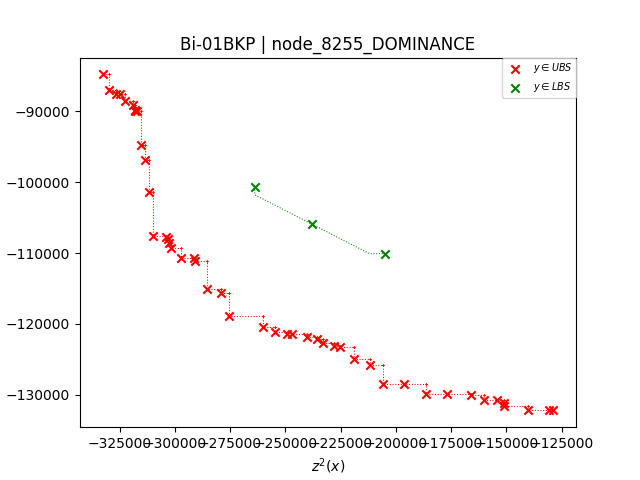 Bi-01BKP | node_8255_DOMINANCE
y ∈ UBS
y ∈ LBS
−90000
−100000
−110000
−120000
−130000
−325000 −300000 −275000 −250000 −225000 −200000 −175000 −150000 −125000
z²(x)